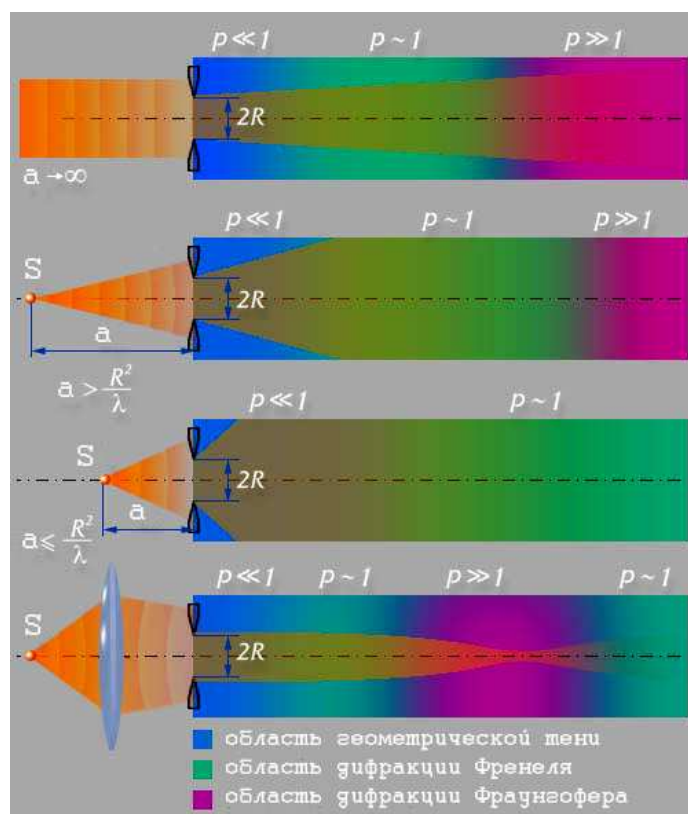 p≪1 p~1 p≫1
2R
a→∞
p≪1 p~1 p≫1
S
2R
a
a > R²/λ
p≪1 p~1
S
2R
a
a ⩽ R²/λ
p≪1 p~1 p≫1 p~1
S
2R
область геометрической тени
область дифракции Френеля
область дифракции Фраунгофера